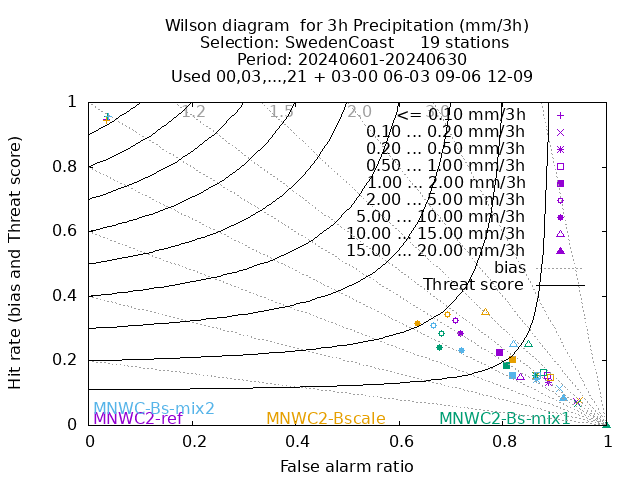 Wilson diagram  for 3h Precipitation (mm/3h)
Selection: SwedenCoast     19 stations
Period: 20240601-20240630
Used 00,03,...,21 + 03-00 06-03 09-06 12-09
Hit rate (bias and Threat score)
1
0.8
0.6
0.4
0.2
0
1.2 1.5 2.0 3.0
<= 0.10 mm/3h
0.10 ... 0.20 mm/3h
0.20 ... 0.50 mm/3h
0.50 ... 1.00 mm/3h
1.00 ... 2.00 mm/3h
2.00 ... 5.00 mm/3h
5.00 ... 10.00 mm/3h
10.00 ... 15.00 mm/3h
15.00 ... 20.00 mm/3h
bias
Threat score
MNWC-Bs-mix2
MNWC2-ref MNWC2-Bscale MNWC2-Bs-mix1
0 0.2 0.4 0.6 0.8 1
False alarm ratio